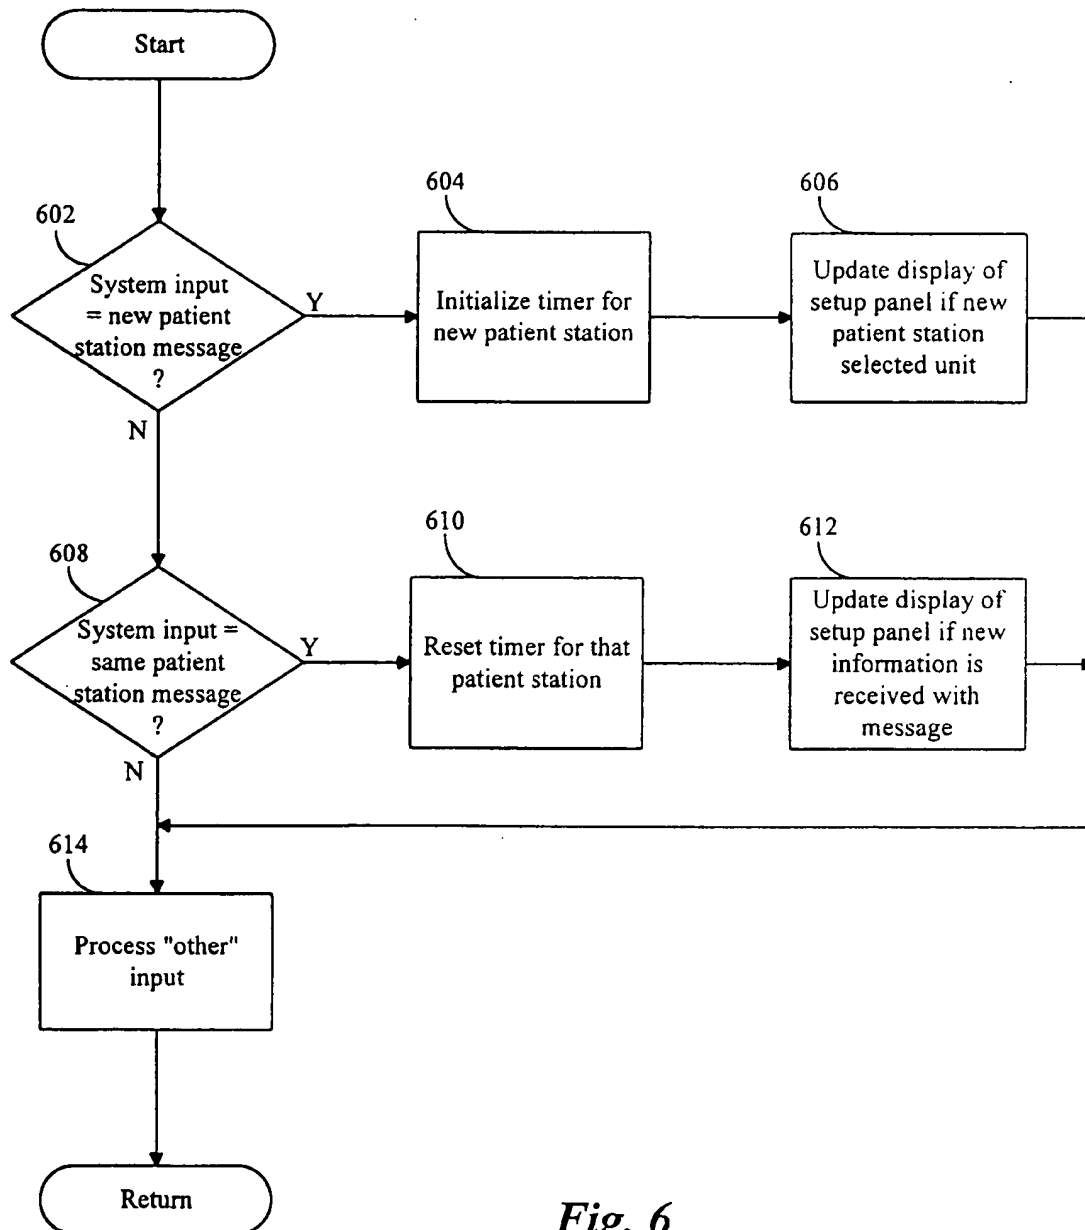 Start
602
System input
= new patient
station message
?
Y
N
604
Initialize timer for
new patient station
606
Update display of
setup panel if new
patient station
selected unit
608
System input =
same patient
station message
?
Y
N
610
Reset timer for that
patient station
612
Update display of
setup panel if new
information is
received with
message
614
Process "other"
input
Return
Fig. 6